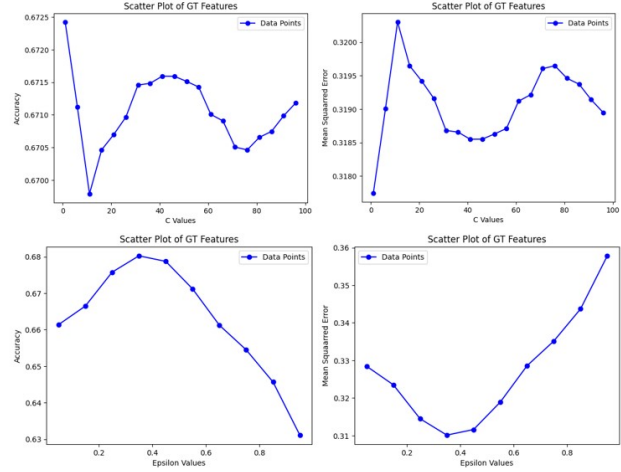 Scatter Plot of GT Features
Data Points
0.6725
0.6720
0.6715
0.6710
0.6705
0.6700
Accuracy
0 20 40 60 80 100
C Values
Scatter Plot of GT Features
Data Points
0.3200
0.3195
0.3190
0.3185
0.3180
Mean Squaarred Error
0 20 40 60 80 100
C Values
Scatter Plot of GT Features
Data Points
0.68
0.67
0.66
0.65
0.64
0.63
Accuracy
0.2 0.4 0.6 0.8
Epsilon Values
Scatter Plot of GT Features
Data Points
0.36
0.35
0.34
0.33
0.32
0.31
Mean Squaarred Error
0.2 0.4 0.6 0.8
Epsilon Values